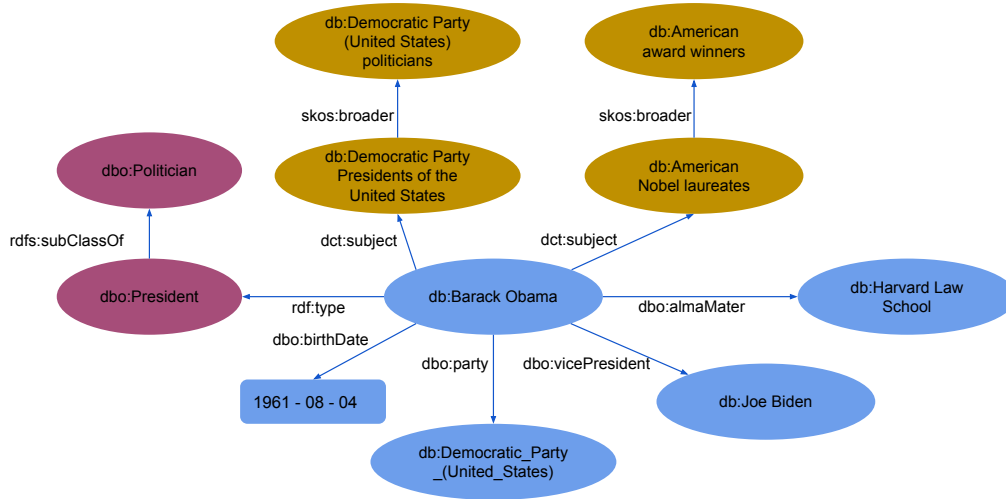 db:Democratic Party
(United States)
politicians
db:American
award winners
skos:broader
skos:broader
dbo:Politician
db:Democratic Party
Presidents of the
United States
db:American
Nobel laureates
rdfs:subClassOf
dct:subject
dct:subject
dbo:President
rdf:type
db:Barack Obama
dbo:almaMater
db:Harvard Law
School
dbo:birthDate
dbo:party
dbo:vicePresident
1961 - 08 - 04
db:Joe Biden
db:Democratic_Party
_(United_States)